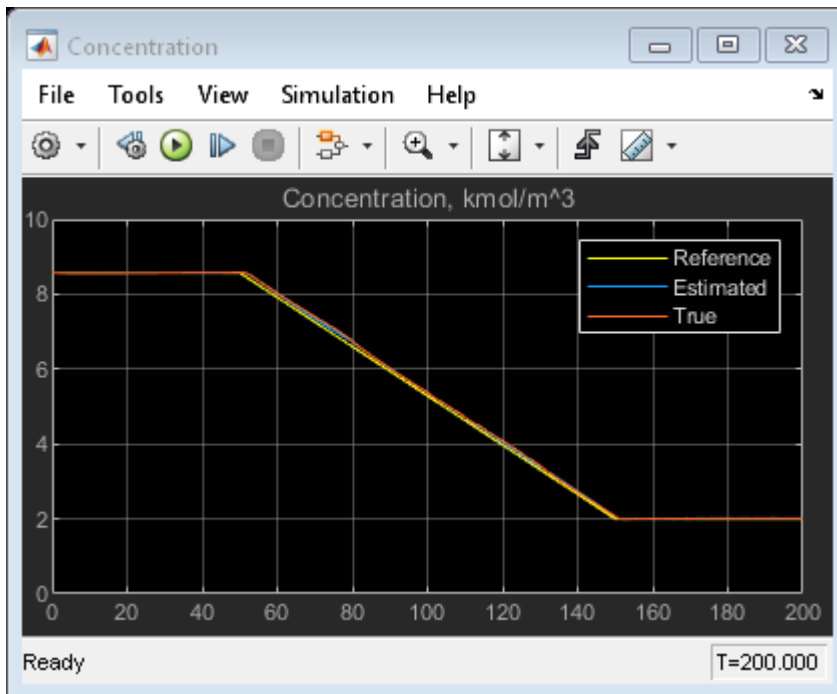 Concentration
File Tools View Simulation Help
Concentration, kmol/m^3
10
8
6
4
2
0
Reference
Estimated
True
0 20 40 60 80 100 120 140 160 180 200
Ready T=200.000